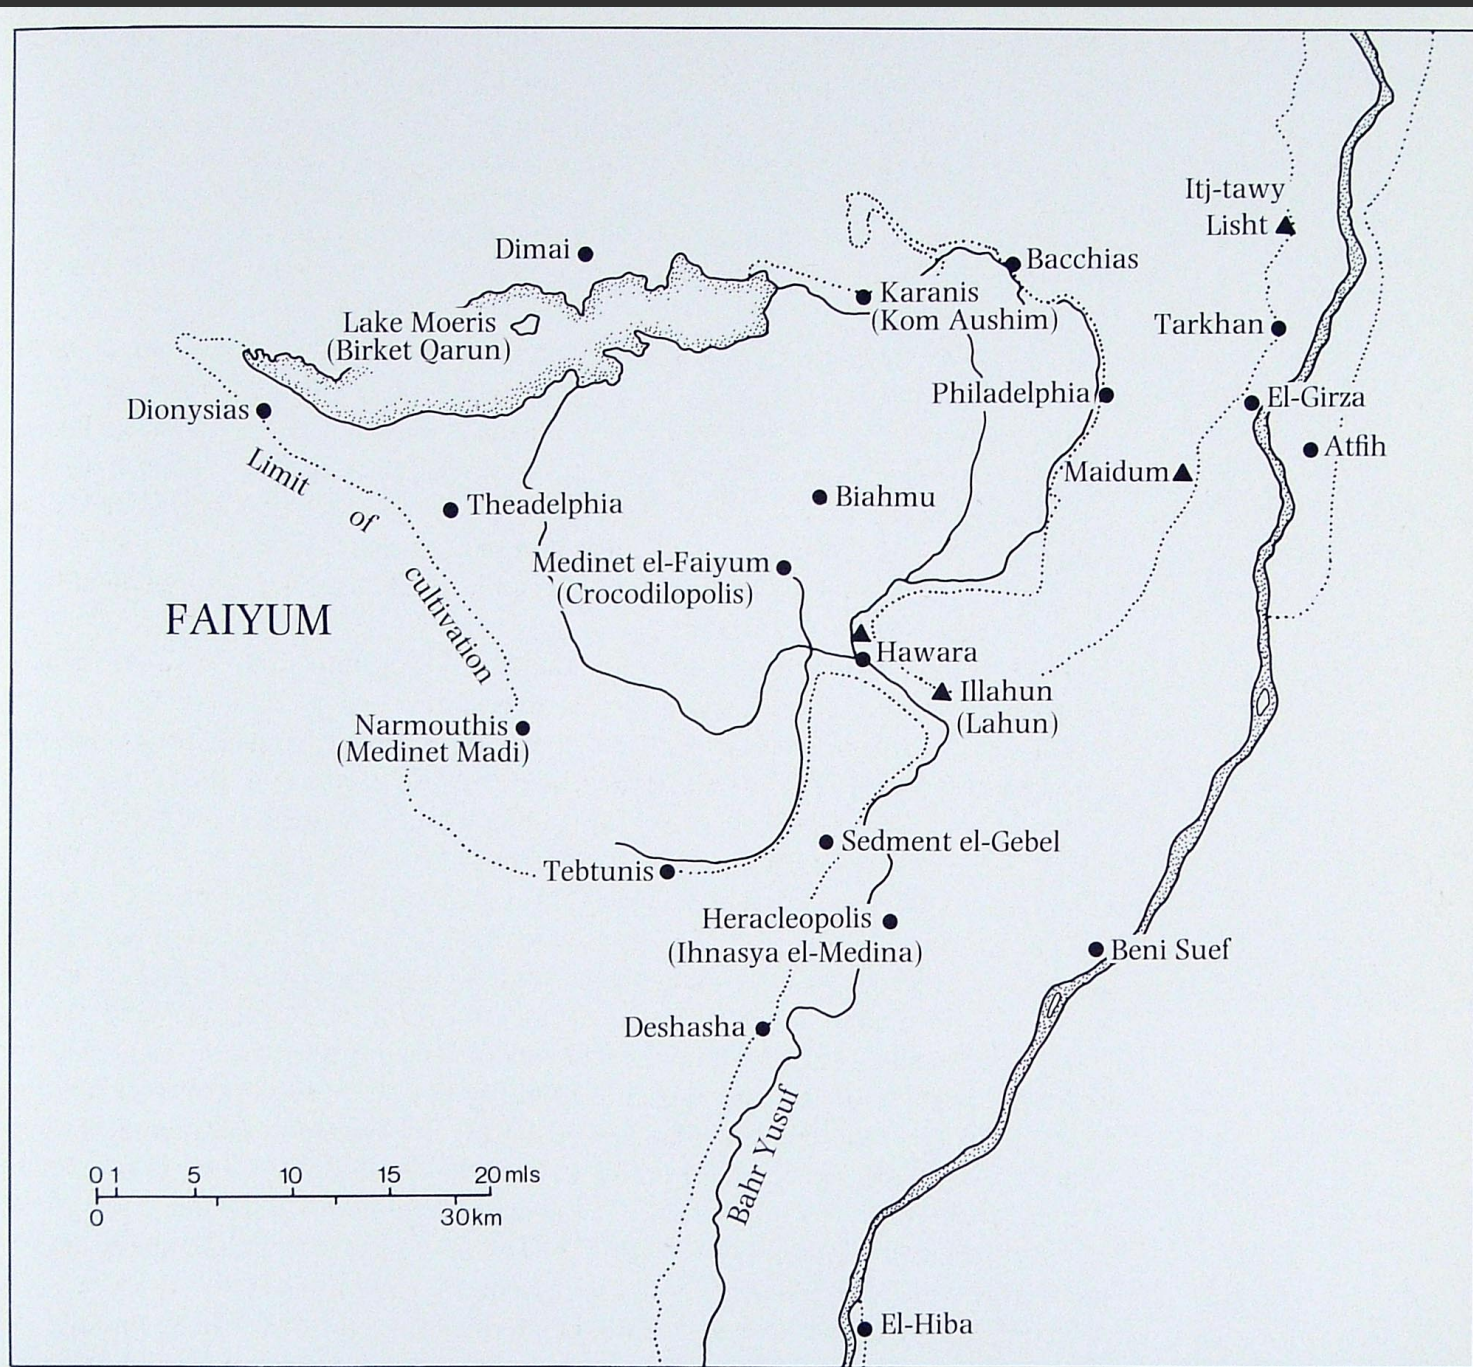 Itj-tawy
Lisht
Dimai
Bacchias
Karanis
(Kom Aushim)
Lake Moeris
(Birket Qarun)
Tarkhan
Dionysias
Philadelphia
El-Girza
Atfih
Limit
of
cultivation
Maidum
Theadelphia
Biahmu
Medinet el-Faiyum
(Crocodilopolis)
FAIYUM
Hawara
Illahun
(Lahun)
Narmouthis
(Medinet Madi)
Sedment el-Gebel
Tebtunis
Heracleopolis
(Ihnasya el-Medina)
Beni Suef
Deshasha
Bahr Yusuf
0 1 5 10 15 20 mls
0 30km
El-Hiba